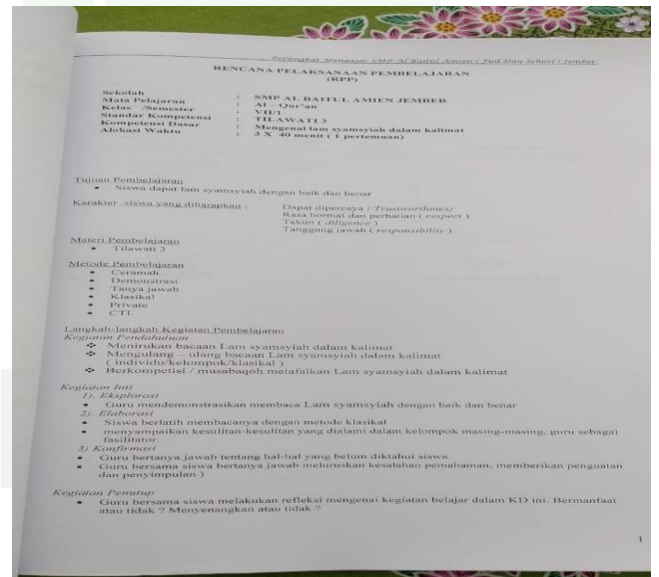 Perangkat Mengajar SMP Al Baitul Amien ( Full Day School ) Jember
RENCANA PELAKSANAAN PEMBELAJARAN
(RPP)
Sekolah : SMP AL BAITUL AMIEN JEMBER
Mata Pelajaran : Al – Qur'an
Kelas /Semester : VII/1
Standar Kompetensi : TILAWATI 3
Kompetensi Dasar : Mengenal lam syamsyiah dalam kalimat
Alokasi Waktu : 3 X 40 menit ( 1 pertemuan)
Tujuan Pembelajaran
• Siswa dapat lam syamsyiah dengan baik dan benar
Karakter siswa yang diharapkan : Dapat dipercaya ( Trustworthines)
Rasa hormat dan perhatian ( respect )
Tekun ( diligence )
Tanggung jawab ( responsibility )
Materi Pembelajaran
• Tilawati 3
Metode Pembelajaran
• Ceramah
• Demonstrasi
• Tanya jawab
• Klasikal
• Private
• CTL
Langkah-langkah Kegiatan Pembelajaran
Kegiatan Pendahuluan
❖ Menirukan bacaan Lam syamsyiah dalam kalimat
❖ Mengulang – ulang bacaan Lam syamsyiah dalam kalimat
( individu/kelompok/klasikal )
❖ Berkompetisi / musabaqoh melafalkan Lam syamsyiah dalam kalimat
Kegiatan Inti
1). Eksplorasi
• Guru mendemonstrasikan membaca Lam syamsyiah dengan baik dan benar
2). Elaborasi
• Siswa berlatih membacanya dengan metode klasikal
• menyampaikan kesulitan-kesulitan yang dialami dalam kelompok masing-masing, guru sebagai
fasilitator.
3) Konfirmasi
• Guru bertanya jawab tentang hal-hal yang belum diktahui siswa
• Guru bersama siswa bertanya jawab meluruskan kesalahan pemahaman, memberikan penguatan
dan penyimpulan )
Kegiatan Penutup
• Guru bersama siswa melakukan refleksi mengenai kegiatan belajar dalam KD ini. Bermanfaat
atau tidak ? Menyenangkan atau tidak ?
1